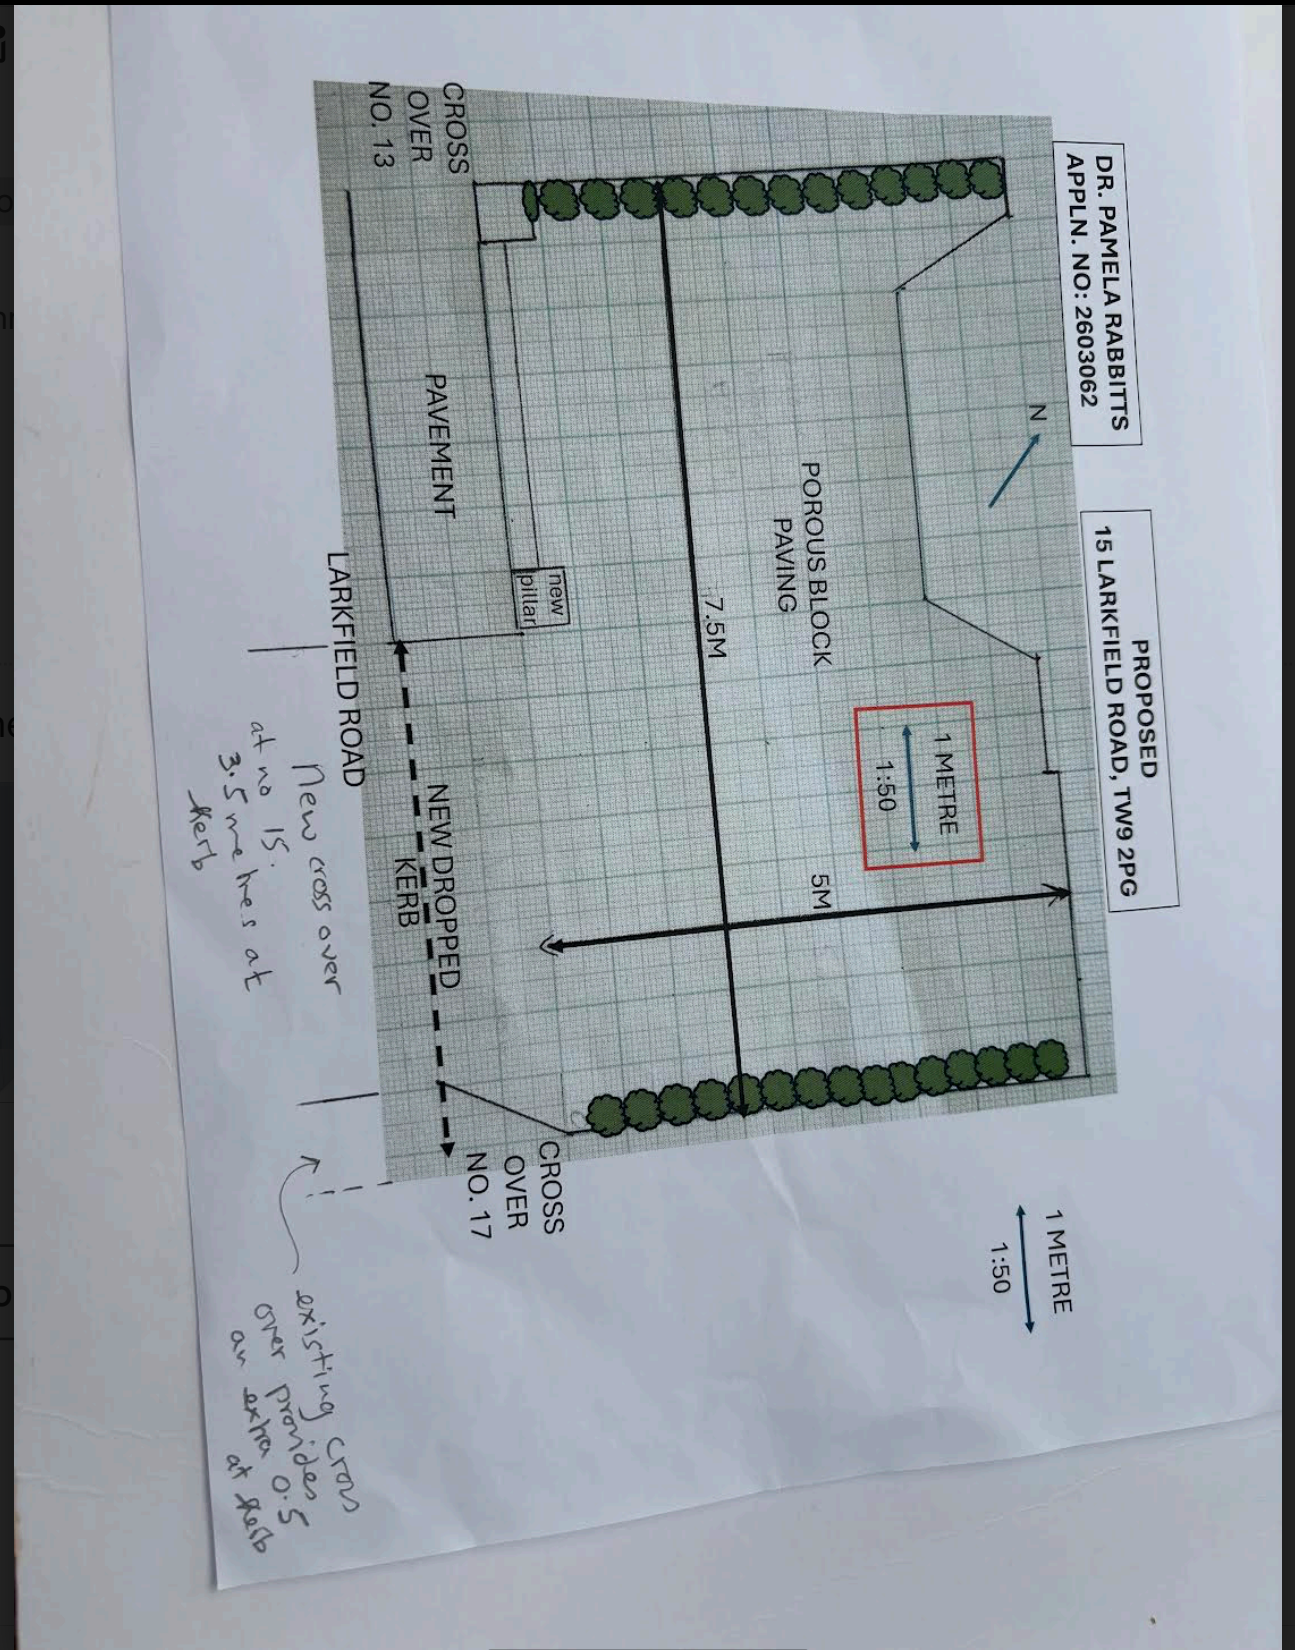 DR. PAMELA RABBITTS
APPLN. NO: 2603062
PROPOSED
15 LARKFIELD ROAD, TW9 2PG
N
1 METRE
1:50
1 METRE
1:50
POROUS BLOCK
PAVING
5M
7.5M
new
pillar
CROSS
OVER
NO. 13
PAVEMENT
NEW DROPPED
KERB
CROSS
OVER
NO. 17
LARKFIELD ROAD
New cross over
at no 15.
3.5 metres at
kerb
existing cross
over provides
an extra 0.5
at kerb